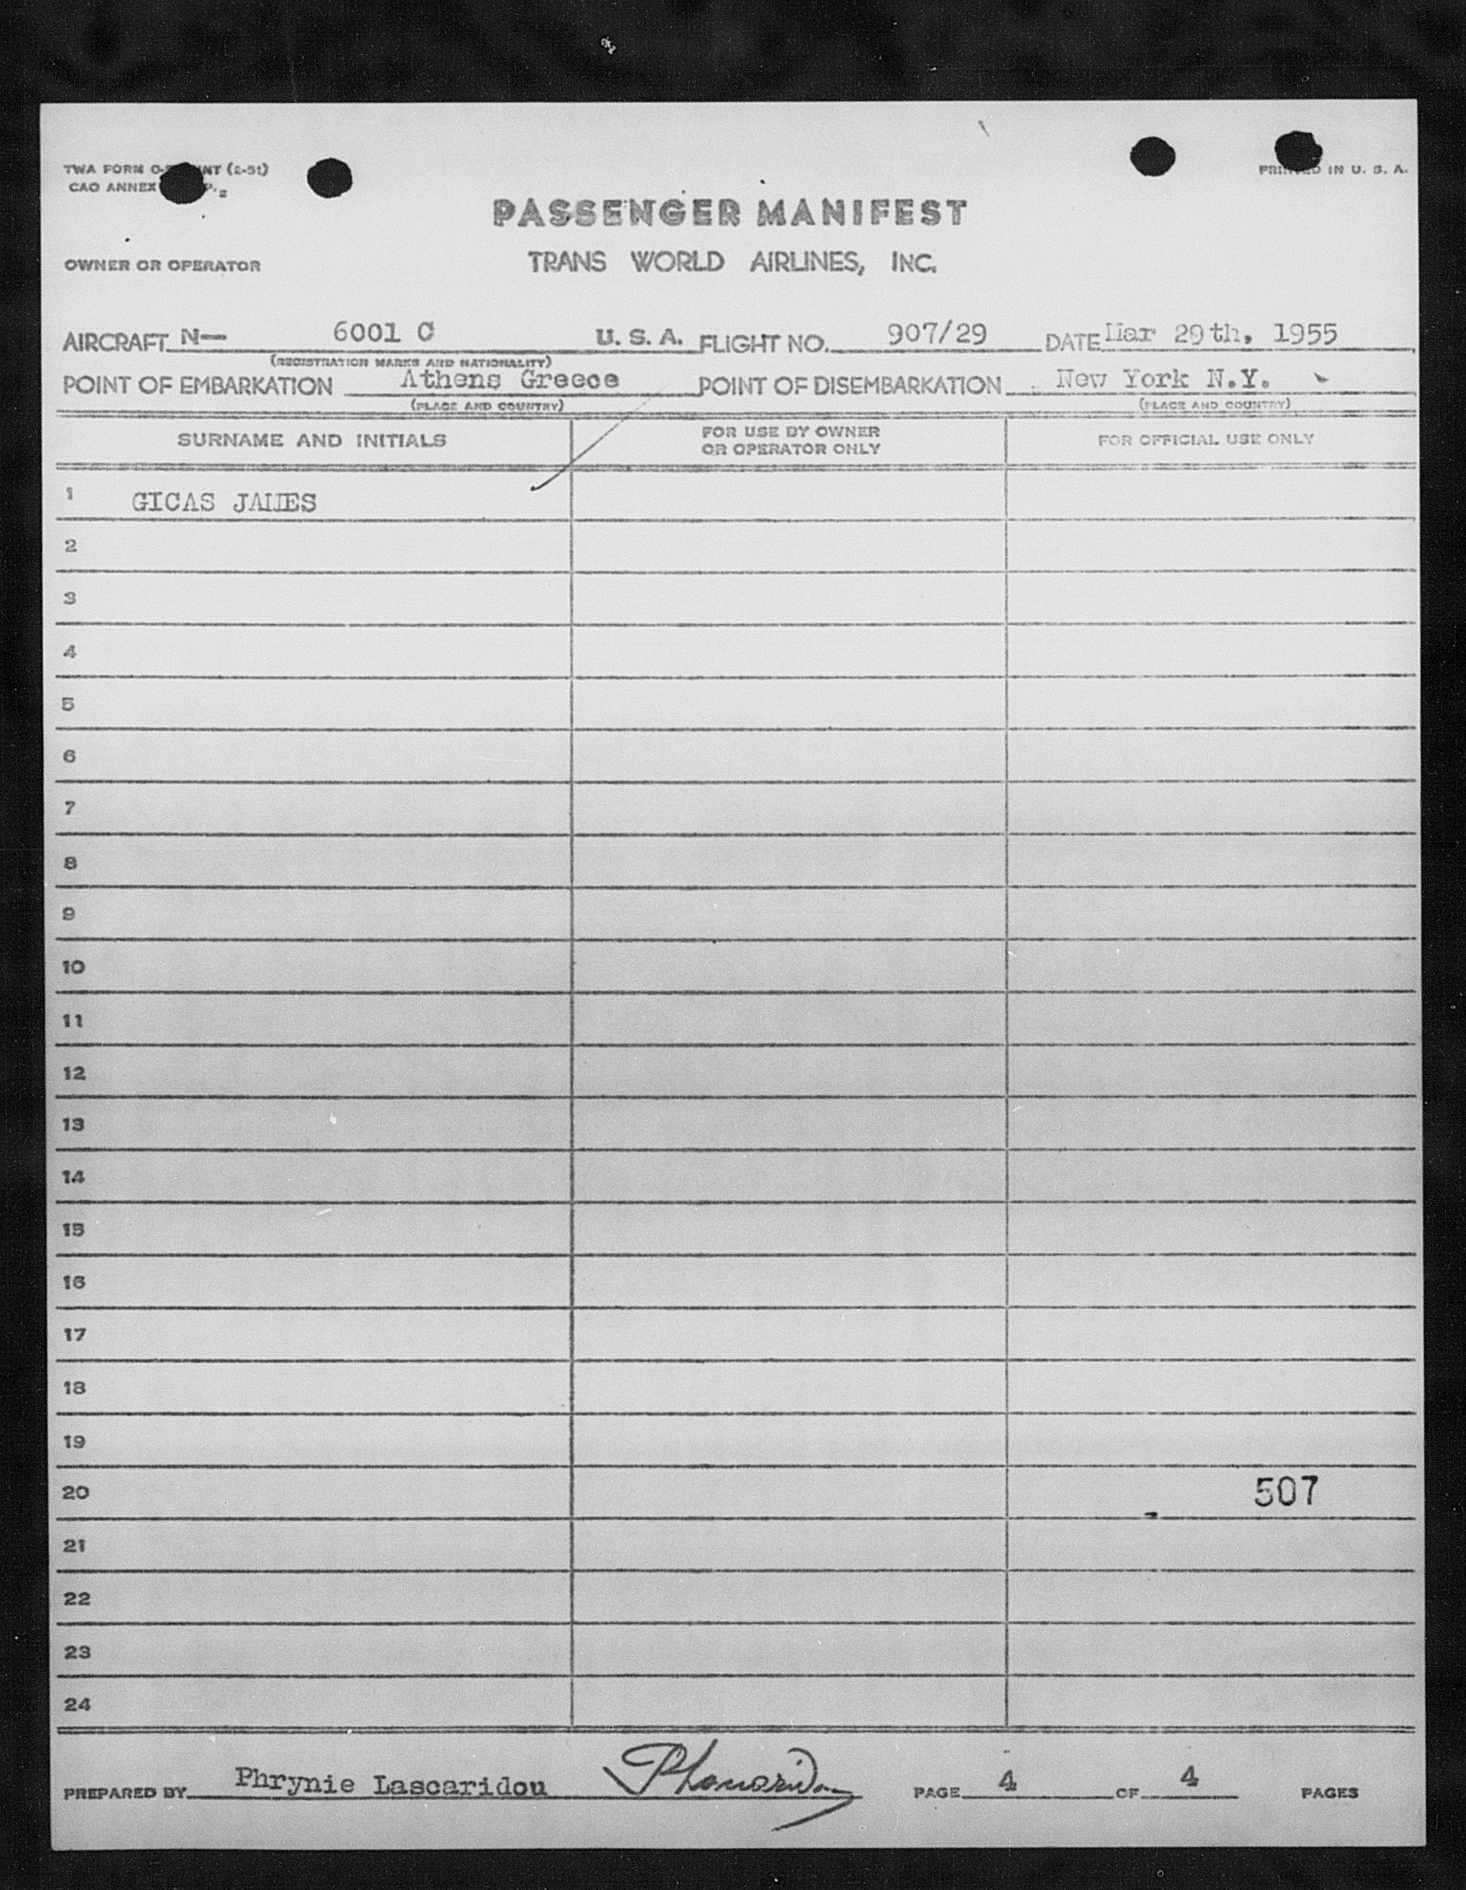 TWA FORM O- INT (2-51)
CAO ANNEX P.2
PRINTED IN U. S. A.
PASSENGER MANIFEST
OWNER OR OPERATOR TRANS WORLD AIRLINES, INC.
AIRCRAFT N— 6001 C U. S. A. FLIGHT NO. 907/29 DATE Mar 29th, 1955
(REGISTRATION MARKS AND NATIONALITY)
POINT OF EMBARKATION Athens Greece POINT OF DISEMBARKATION New York N.Y.
(PLACE AND COUNTRY) (PLACE AND COUNTRY)
SURNAME AND INITIALS FOR USE BY OWNER OR OPERATOR ONLY FOR OFFICIAL USE ONLY
1 GICAS JAMES
2
3
4
5
6
7
8
9
10
11
12
13
14
15
16
17
18
19
20 507
21
22
23
24
PREPARED BY Phrynie Lascaridou PLascaridou PAGE 4 OF 4 PAGES